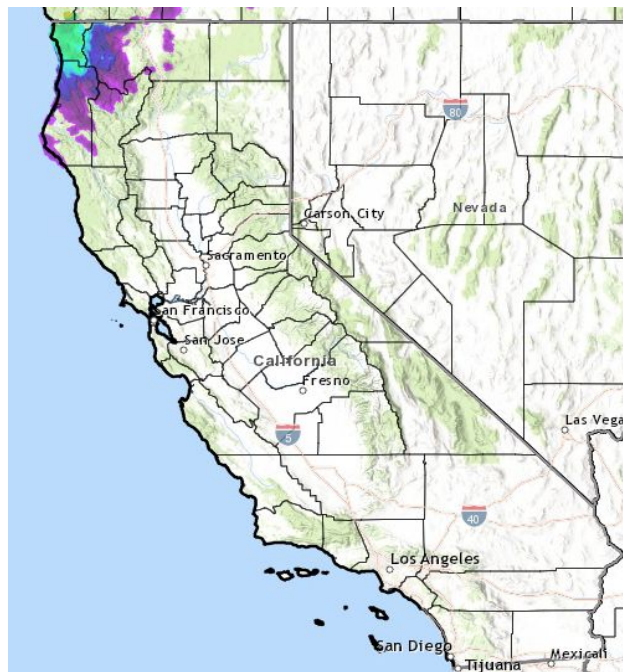 80
Nevada
Carson City
Sacramento
San Francisco
San Jose
California
Fresno
Las Vega
5
40
Los Angeles
San Diego
Tijuana
Mexicali